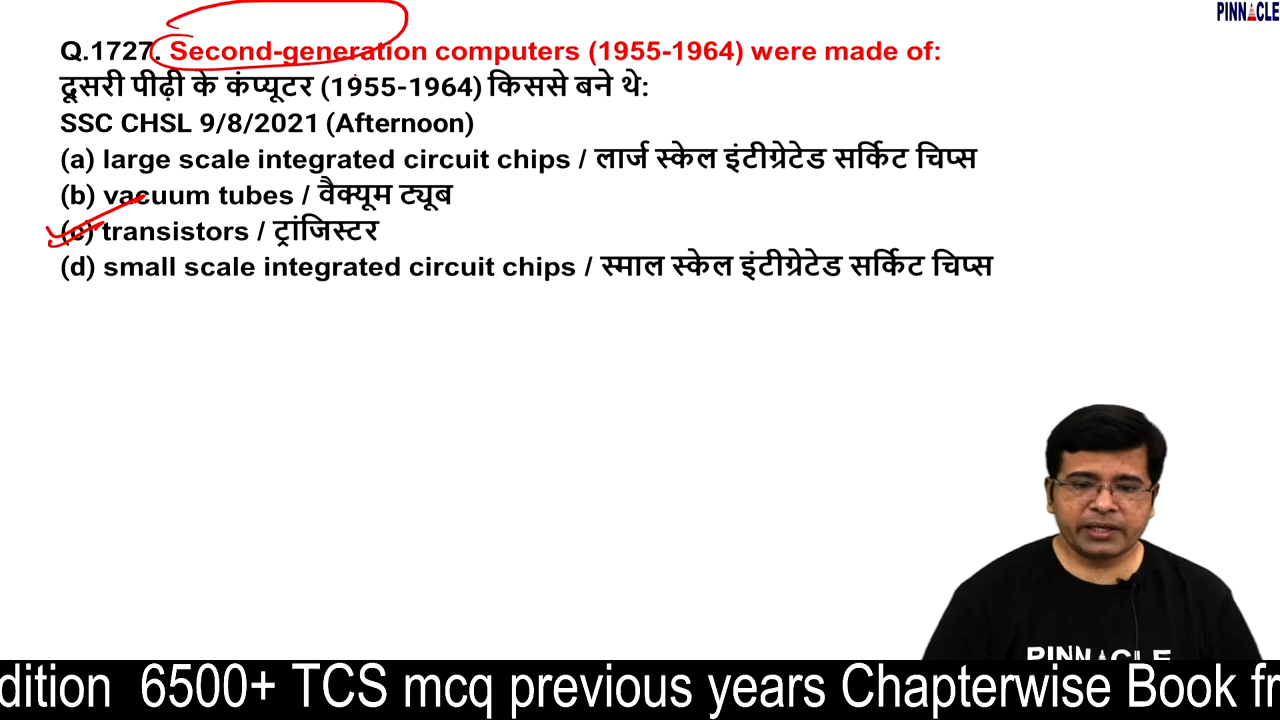 PINNACLE
Q.1727. Second-generation computers (1955-1964) were made of:
दूसरी पीढ़ी के कंप्यूटर (1955-1964) किससे बने थे:
SSC CHSL 9/8/2021 (Afternoon)
(a) large scale integrated circuit chips / लार्ज स्केल इंटीग्रेटेड सर्किट चिप्स
(b) vacuum tubes / वैक्यूम ट्यूब
(c) transistors / ट्रांजिस्टर
(d) small scale integrated circuit chips / स्माल स्केल इंटीग्रेटेड सर्किट चिप्स
PINNACLE
dition 6500+ TCS mcq previous years Chapterwise Book fr